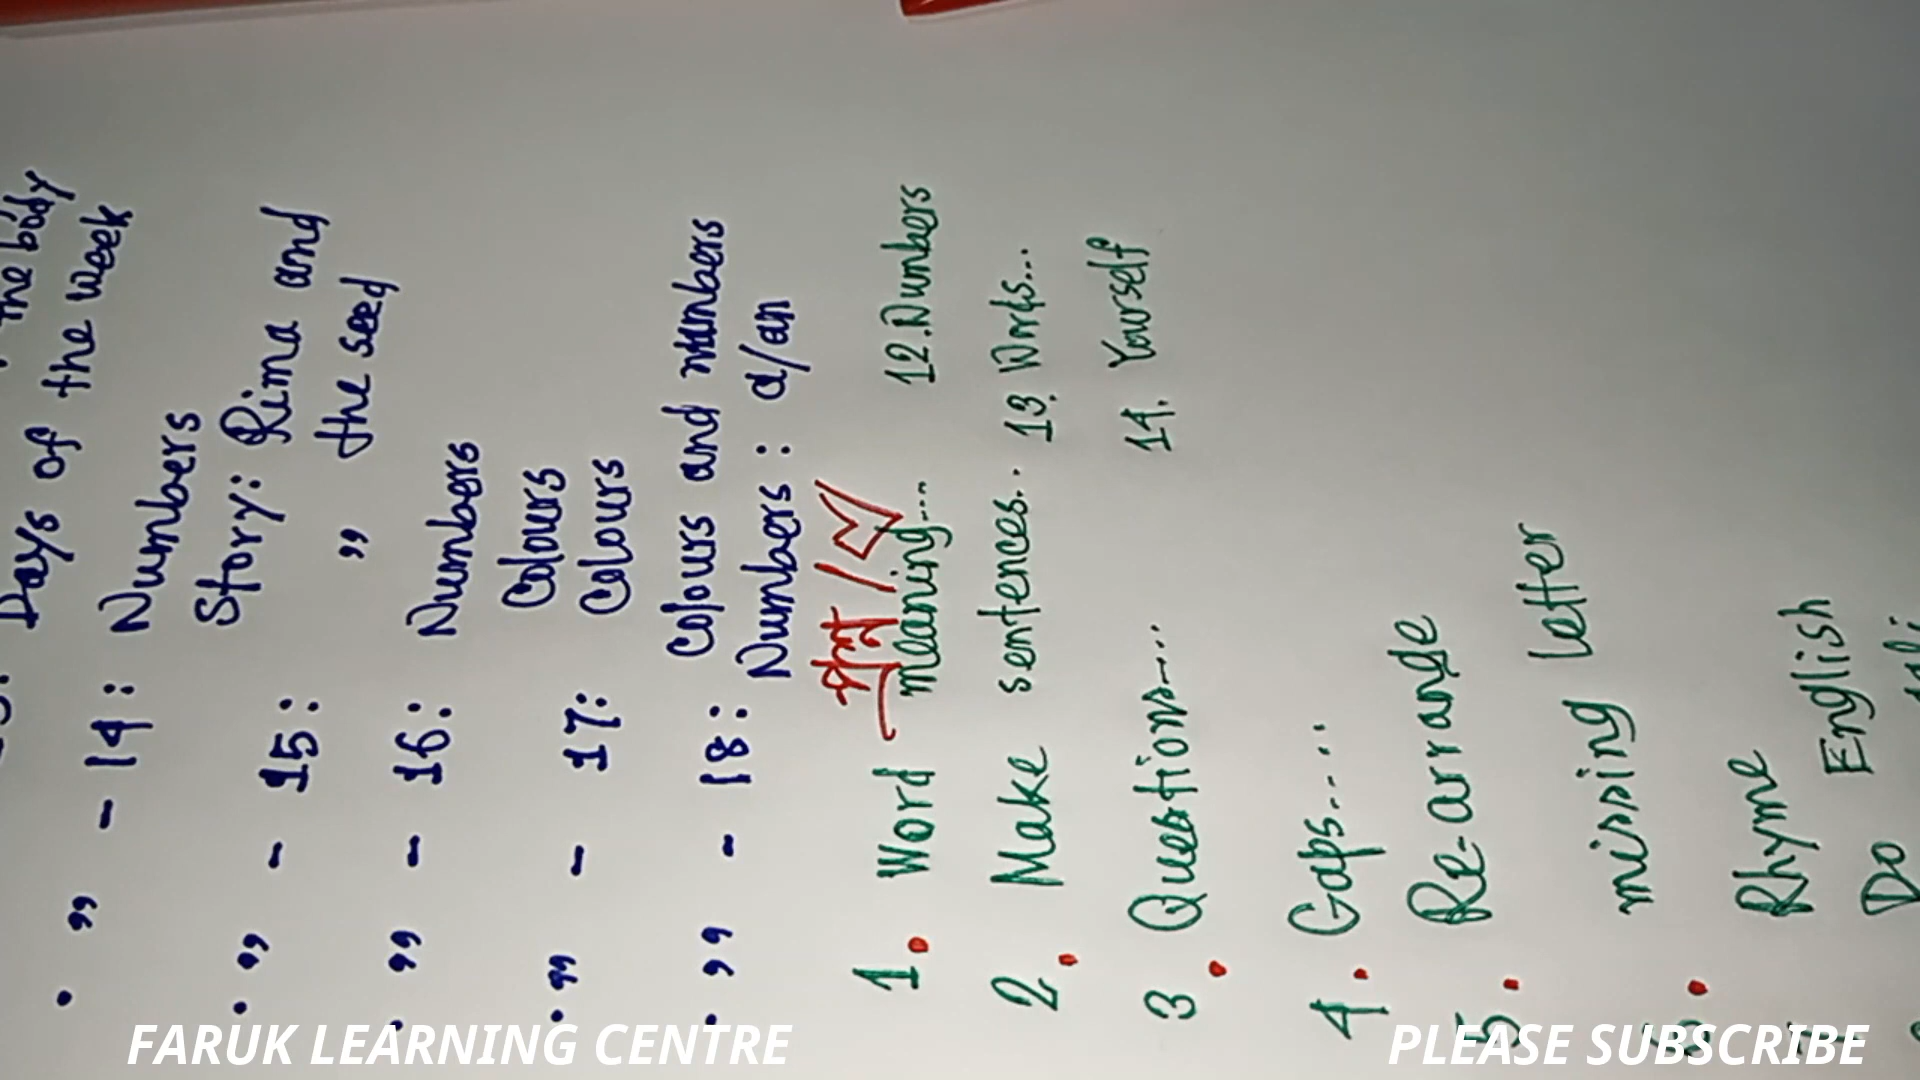 the body
Days of the week
• " - 14: Numbers
Story: Rima and
• " - 15: " the seed
• " - 16: Numbers
Colours
• " - 17: Colours
• " - 18: Colours and numbers
Numbers: a/an
1. Word meaning... 12. Numbers
2. Make sentences.. 13. Words...
3. Questions.... 14. Yourself
4. Gaps....
5. Re-arrange
missing letter
Rhyme
English
Do
FARUK LEARNING CENTRE
PLEASE SUBSCRIBE